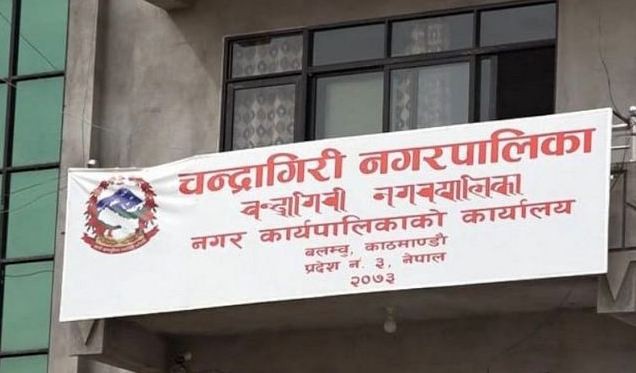 चन्द्रागिरी नगरपालिका
नगर कार्यपालिकाको कार्यालय
बलम्वु, काठमाण्डौ
प्रदेश नं. ३, नेपाल
२०७३